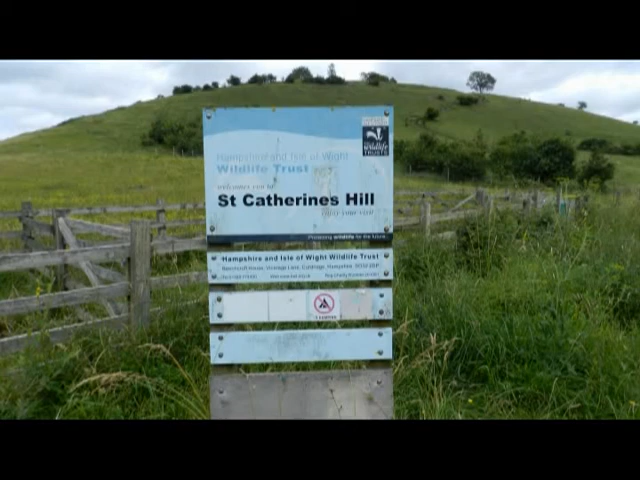 wildlife
TRUSTS
Hampshire and Isle of Wight
Wildlife Trust
welcomes you to
St Catherines Hill
enjoy your visit
Protecting wildlife for the future
Hampshire and Isle of Wight Wildlife Trust